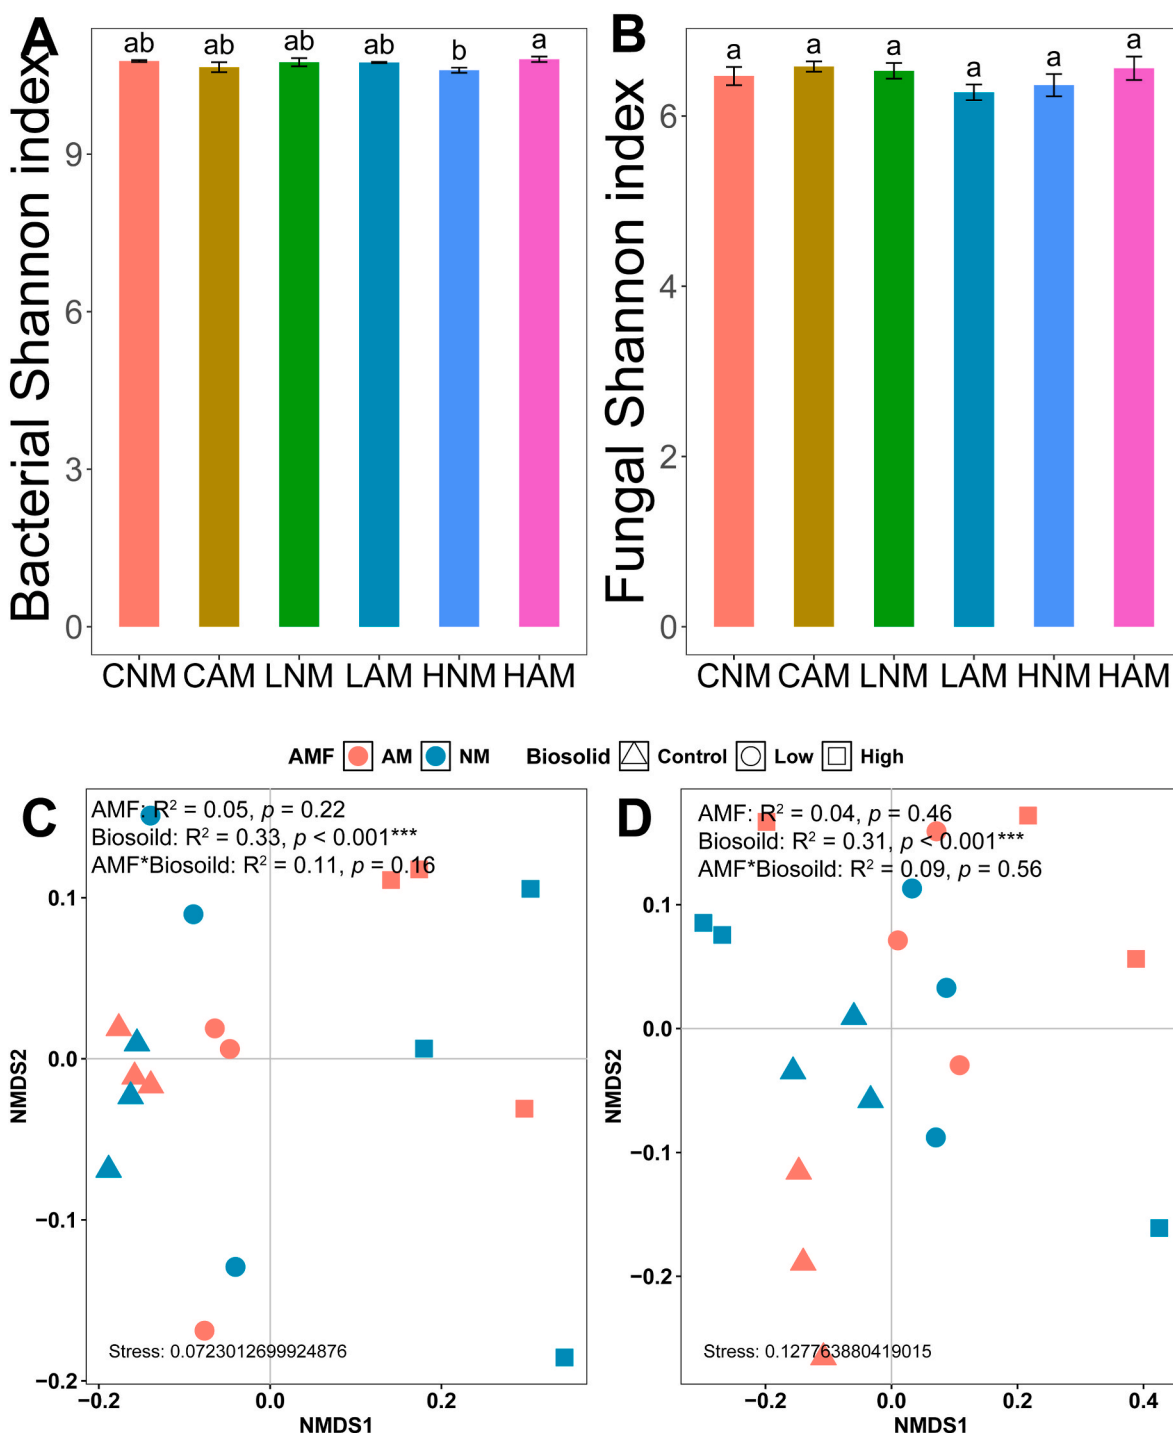 A
Bacterial Shannon index
ab ab ab ab b a
9
6
3
0
CNM CAM LNM LAM HNM HAM
B
Fungal Shannon index
a a a a a a
6
4
2
0
CNM CAM LNM LAM HNM HAM
AMF AM NM Biosolid Control Low High
C
AMF: R² = 0.05, p = 0.22
Biosoild: R² = 0.33, p < 0.001***
AMF*Biosoild: R² = 0.11, p = 0.16
NMDS2
0.1
0.0
−0.1
−0.2
Stress: 0.0723012699924876
−0.2 0.0 0.2
NMDS1
D
AMF: R² = 0.04, p = 0.46
Biosoild: R² = 0.31, p < 0.001***
AMF*Biosoild: R² = 0.09, p = 0.56
NMDS2
0.1
0.0
−0.1
−0.2
Stress: 0.127763880419015
−0.2 0.0 0.2 0.4
NMDS1